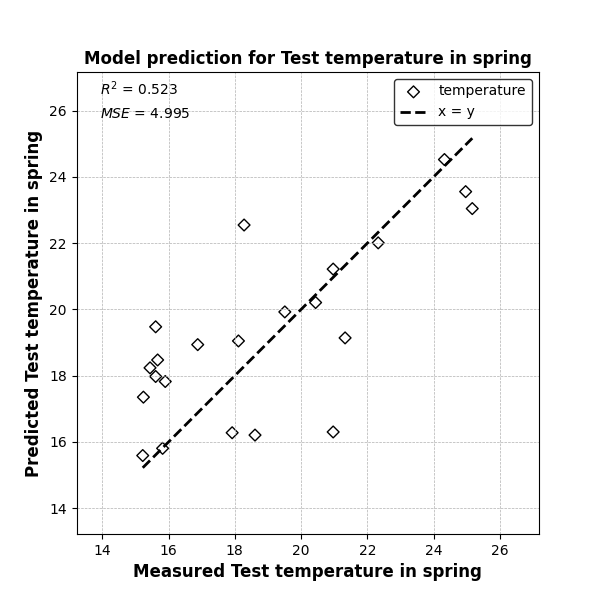 Model prediction for Test temperature in spring
R² = 0.523
MSE = 4.995
temperature
x = y
Predicted Test temperature in spring
26
24
22
20
18
16
14
14 16 18 20 22 24 26
Measured Test temperature in spring